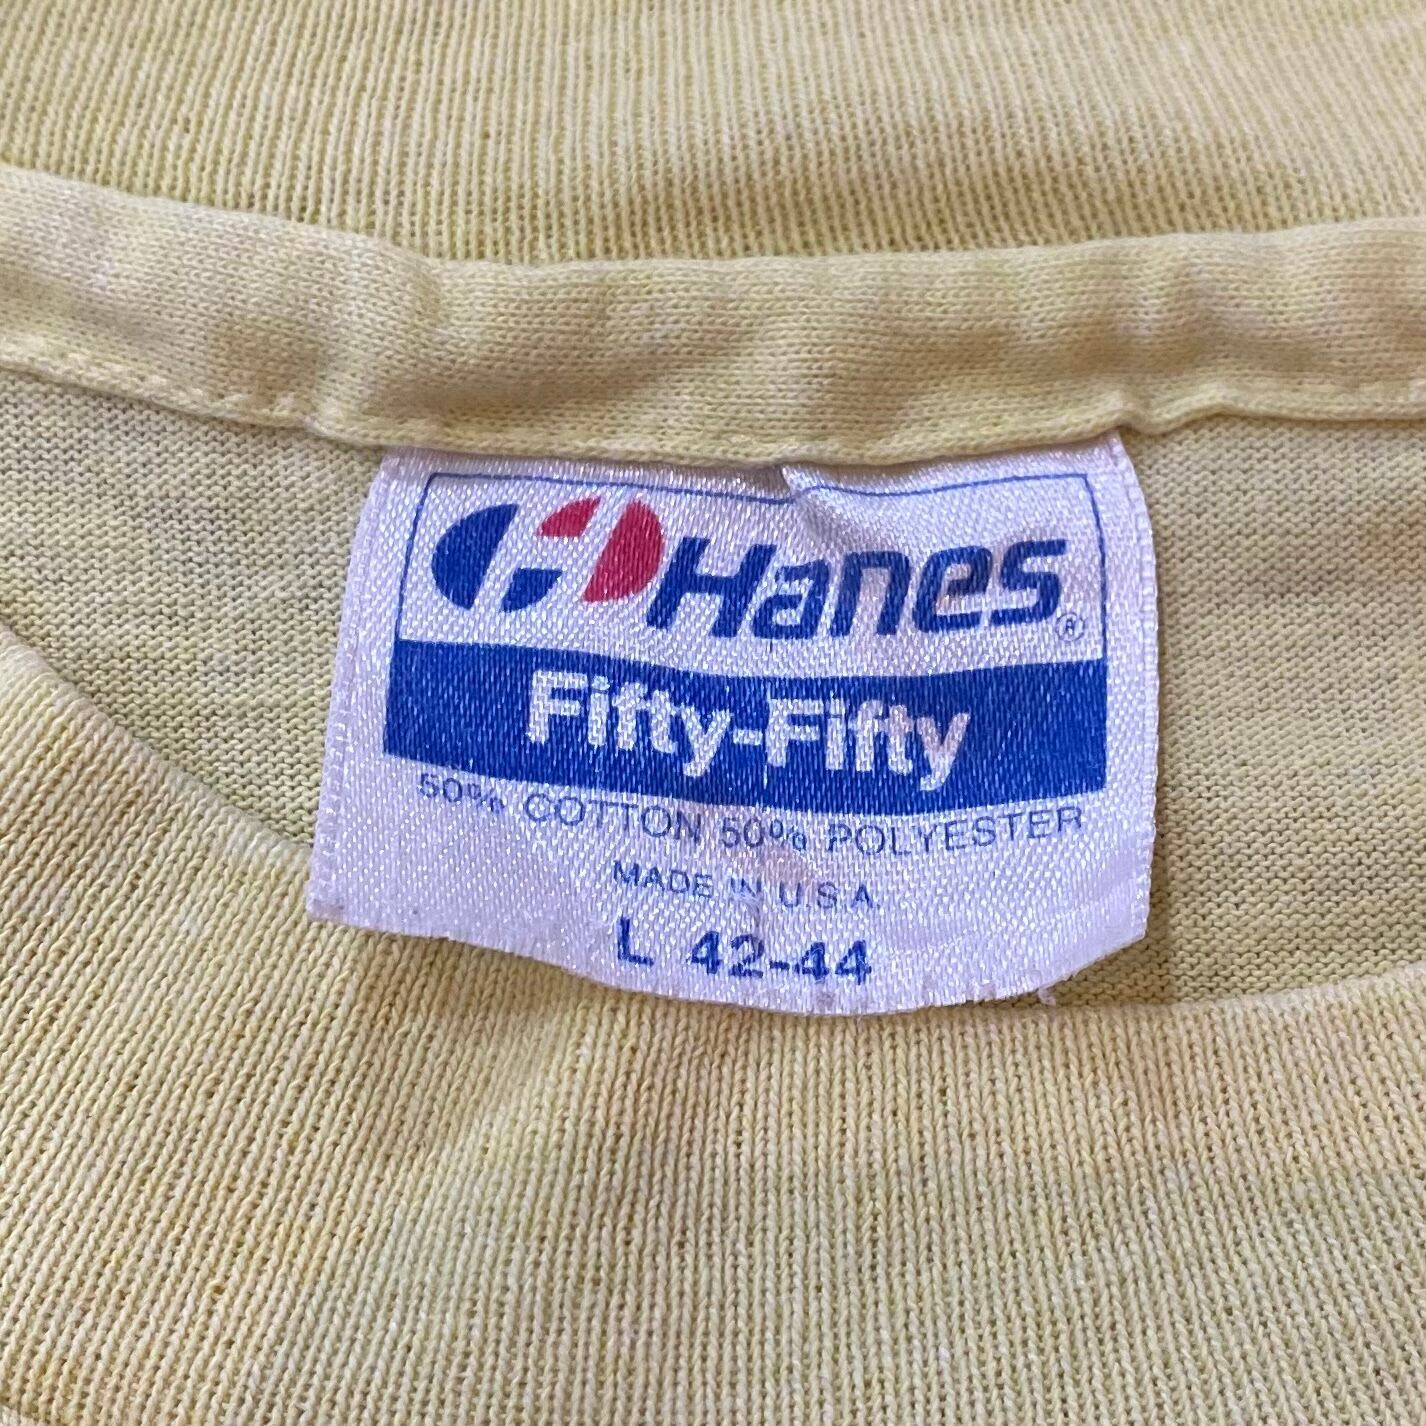 Hanes®
Fifty-Fifty
50% COTTON 50% POLYESTER
MADE IN U.S.A.
L 42-44